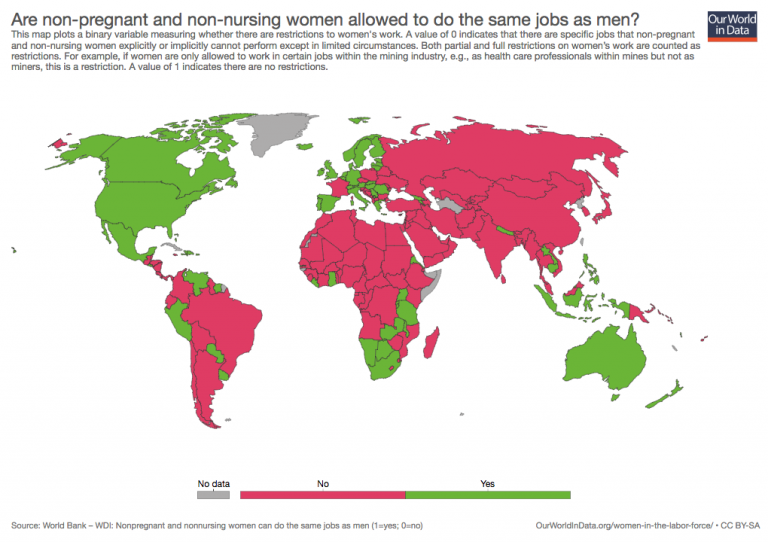 Are non-pregnant and non-nursing women allowed to do the same jobs as men?
Our World
in Data
This map plots a binary variable measuring whether there are restrictions to women's work. A value of 0 indicates that there are specific jobs that non-pregnant
and non-nursing women explicitly or implicitly cannot perform except in limited circumstances. Both partial and full restrictions on women's work are counted as
restrictions. For example, if women are only allowed to work in certain jobs within the mining industry, e.g., as health care professionals within mines but not as
miners, this is a restriction. A value of 1 indicates there are no restrictions.
No data
No
Yes
Source: World Bank – WDI: Nonpregnant and nonnursing women can do the same jobs as men (1=yes; 0=no)
OurWorldInData.org/women-in-the-labor-force/ • CC BY-SA